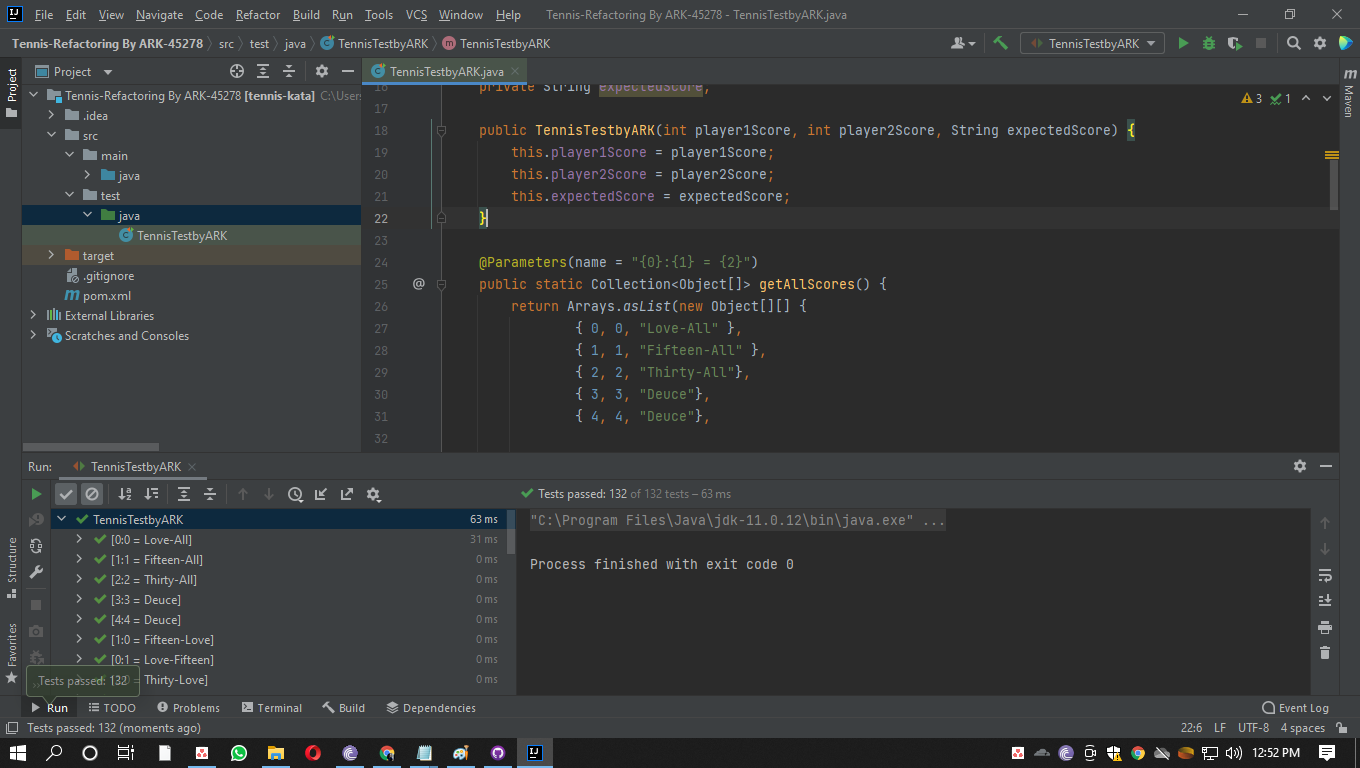 File Edit View Navigate Code Refactor Build Run Tools VCS Window Help Tennis-Refactoring By ARK-45278 - TennisTestbyARK.java
Tennis-Refactoring By ARK-45278 src test java TennisTestbyARK m TennisTestbyARK TennisTestbyARK
Project
TennisTestbyARK.java
Project
Tennis-Refactoring By ARK-45278 [tennis-kata] C:\Users
.idea
src
main
java
test
java
TennisTestbyARK
target
.gitignore
m pom.xml
External Libraries
Scratches and Consoles
3 1
m Maven
16 private String expectedScore;
17
18 public TennisTestbyARK(int player1Score, int player2Score, String expectedScore) {
19 this.player1Score = player1Score;
20 this.player2Score = player2Score;
21 this.expectedScore = expectedScore;
22 }
23
24 @Parameters(name = "{0}:{1} = {2}")
25 @ public static Collection<Object[]> getAllScores() {
26 return Arrays.asList(new Object[][] {
27 { 0, 0, "Love-All" },
28 { 1, 1, "Fifteen-All" },
29 { 2, 2, "Thirty-All"},
30 { 3, 3, "Deuce"},
31 { 4, 4, "Deuce"},
32
Run: TennisTestbyARK
Tests passed: 132 of 132 tests – 63 ms
TennisTestbyARK 63 ms
[0:0 = Love-All] 31 ms
[1:1 = Fifteen-All] 0 ms
[2:2 = Thirty-All] 0 ms
[3:3 = Deuce] 0 ms
[4:4 = Deuce] 0 ms
[1:0 = Fifteen-Love] 0 ms
[0:1 = Love-Fifteen] 0 ms
= Thirty-Love] 0 ms
"C:\Program Files\Java\jdk-11.0.12\bin\java.exe" ...
Process finished with exit code 0
Structure
Favorites
Tests passed: 132
Run TODO Problems Terminal Build Dependencies Event Log
Tests passed: 132 (moments ago) 22:6 LF UTF-8 4 spaces
12:52 PM